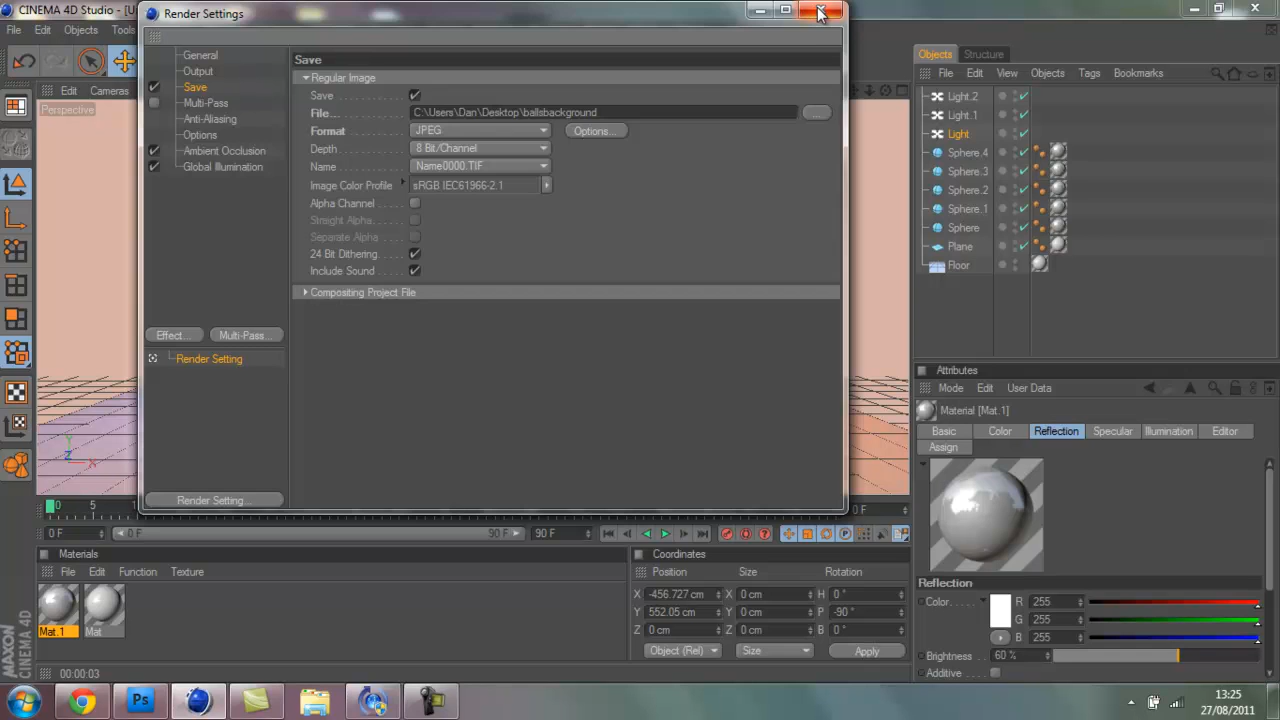 CINEMA 4D Studio - [U
Render Settings
File Edit Objects Tools
Edit Cameras
Perspective
General
Output
Save
Multi-Pass
Anti-Aliasing
Options
Ambient Occlusion
Global Illumination
Effect... Multi-Pass...
Render Setting
Render Setting...
Save
Regular Image
Save
File... C:\Users\Dan\Desktop\ballsbackground ...
Format JPEG Options...
Depth 8 Bit/Channel
Name Name0000.TIF
Image Color Profile sRGB IEC61966-2.1
Alpha Channel
Straight Alpha
Separate Alpha
24 Bit Dithering
Include Sound
Compositing Project File
Objects Structure
File Edit View Objects Tags Bookmarks
Light.2
Light.1
Light
Sphere.4
Sphere.3
Sphere.2
Sphere.1
Sphere
Plane
Floor
Attributes
Mode Edit User Data
Material [Mat.1]
Basic Color Reflection Specular Illumination Editor
Assign
Reflection
Color R 255
G 255
B 255
Brightness 60 %
Additive
Y
Z X
0 5
0 F
0 F 0 F 90 F 90 F
Materials
File Edit Function Texture
Mat.1 Mat
Coordinates
Position Size Rotation
X -456.727 cm X 0 cm H 0 °
Y 552.05 cm Y 0 cm P -90 °
Z 0 cm Z 0 cm B 0 °
Object (Rel) Size Apply
MAXON
CINEMA 4D
00:00:03
Ps
13:25
27/08/2011